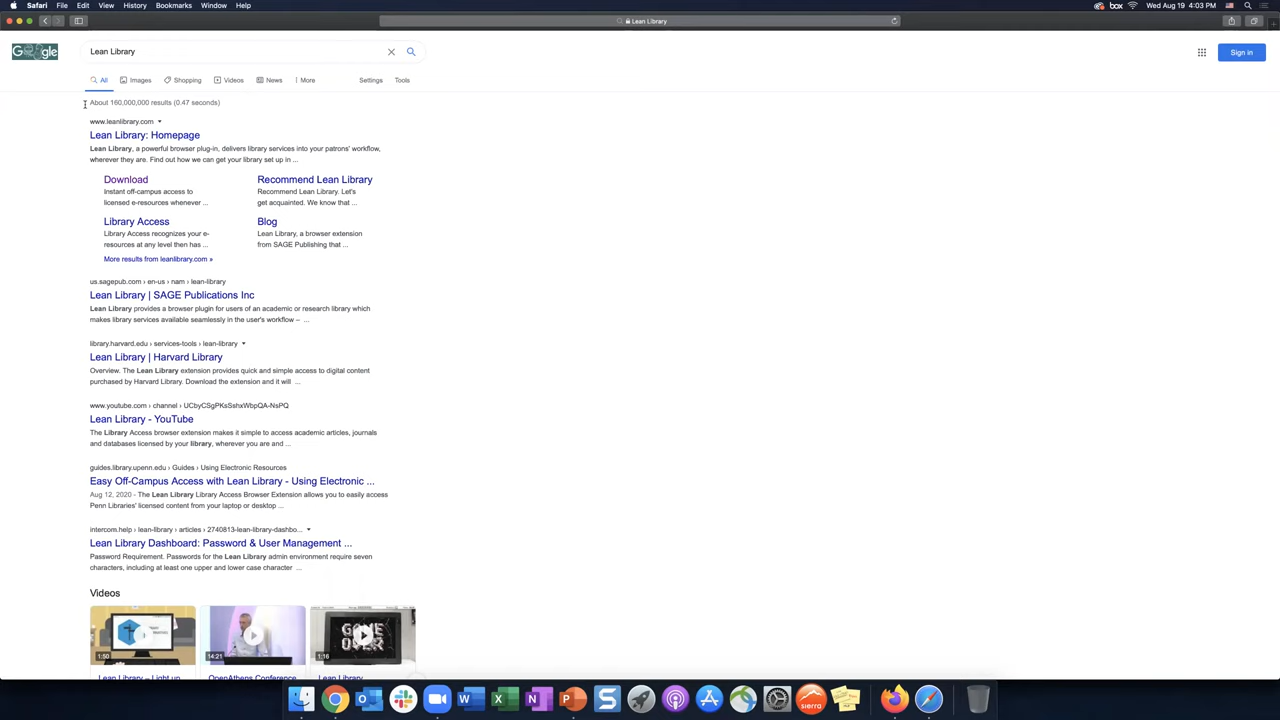 Safari File Edit View History Bookmarks Window Help box Wed Aug 19 4:03 PM
Lean Library
Google Lean Library Sign in
All Images Shopping Videos News More Settings Tools
About 160,000,000 results (0.47 seconds)
www.leanlibrary.com
Lean Library: Homepage
Lean Library, a powerful browser plug-in, delivers library services into your patrons' workflow,
wherever they are. Find out how we can get your library set up in ...
Download
Instant off-campus access to
licensed e-resources whenever ...
Recommend Lean Library
Recommend Lean Library. Let's
get acquainted. We know that ...
Library Access
Library Access recognizes your e-
resources at any level then has ...
Blog
Lean Library, a browser extension
from SAGE Publishing that ...
More results from leanlibrary.com »
us.sagepub.com › en-us › nam › lean-library
Lean Library | SAGE Publications Inc
Lean Library provides a browser plugin for users of an academic or research library which
makes library services available seamlessly in the user's workflow – ...
library.harvard.edu › services-tools › lean-library
Lean Library | Harvard Library
Overview. The Lean Library extension provides quick and simple access to digital content
purchased by Harvard Library. Download the extension and it will ...
www.youtube.com › channel › UCbyCSgPKsSshxWbpQA-NsPQ
Lean Library - YouTube
The Library Access browser extension makes it simple to access academic articles, journals
and databases licensed by your library, wherever you are and ...
guides.library.upenn.edu › Guides › Using Electronic Resources
Easy Off-Campus Access with Lean Library - Using Electronic ...
Aug 12, 2020 - The Lean Library Library Access Browser Extension allows you to easily access
Penn Libraries' licensed content from your laptop or desktop ...
intercom.help › lean-library › articles › 2740813-lean-library-dashbo...
Lean Library Dashboard: Password & User Management ...
Password Requirement. Passwords for the Lean Library admin environment require seven
characters, including at least one upper and lower case character ...
Videos
GAME OVER
1:50 14:21 1:16
Lean Library – Light up OpenAthens Conference Lean Library
sierra